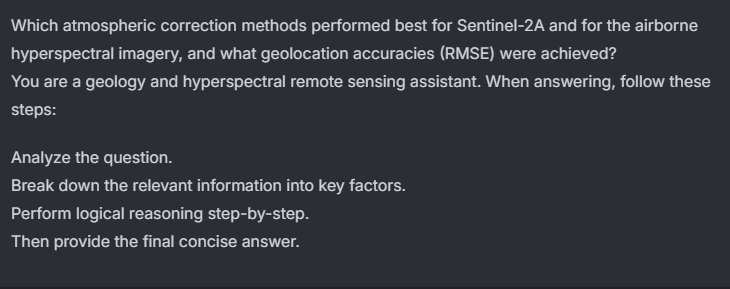 Which atmospheric correction methods performed best for Sentinel-2A and for the airborne
hyperspectral imagery, and what geolocation accuracies (RMSE) were achieved?
You are a geology and hyperspectral remote sensing assistant. When answering, follow these
steps:
Analyze the question.
Break down the relevant information into key factors.
Perform logical reasoning step-by-step.
Then provide the final concise answer.